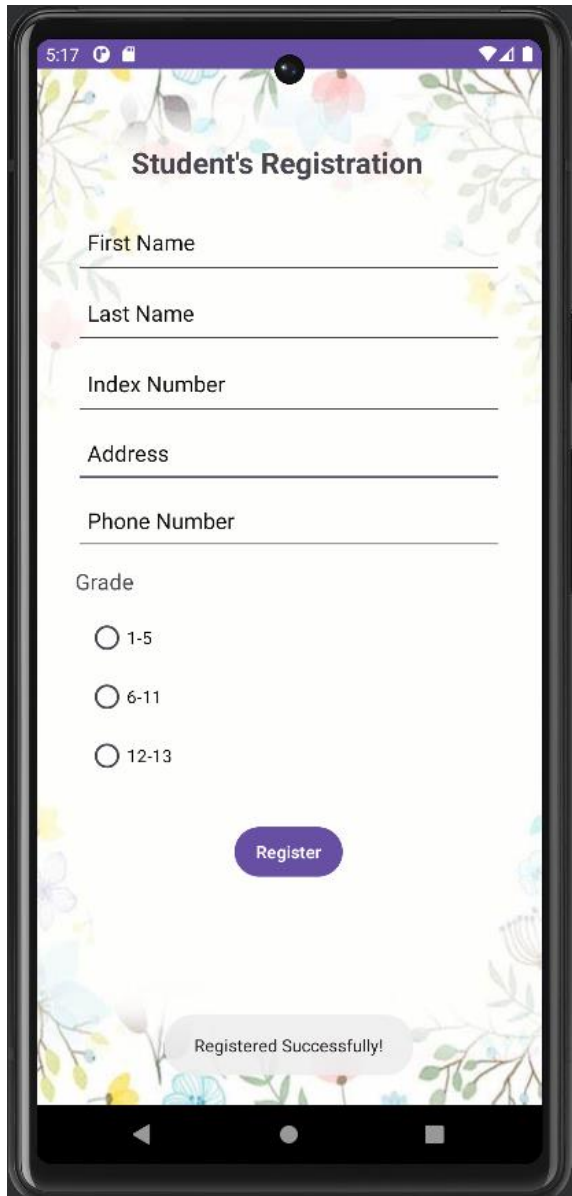 5:17
Student's Registration
First Name
Last Name
Index Number
Address
Phone Number
Grade
1-5
6-11
12-13
Register
Registered Successfully!